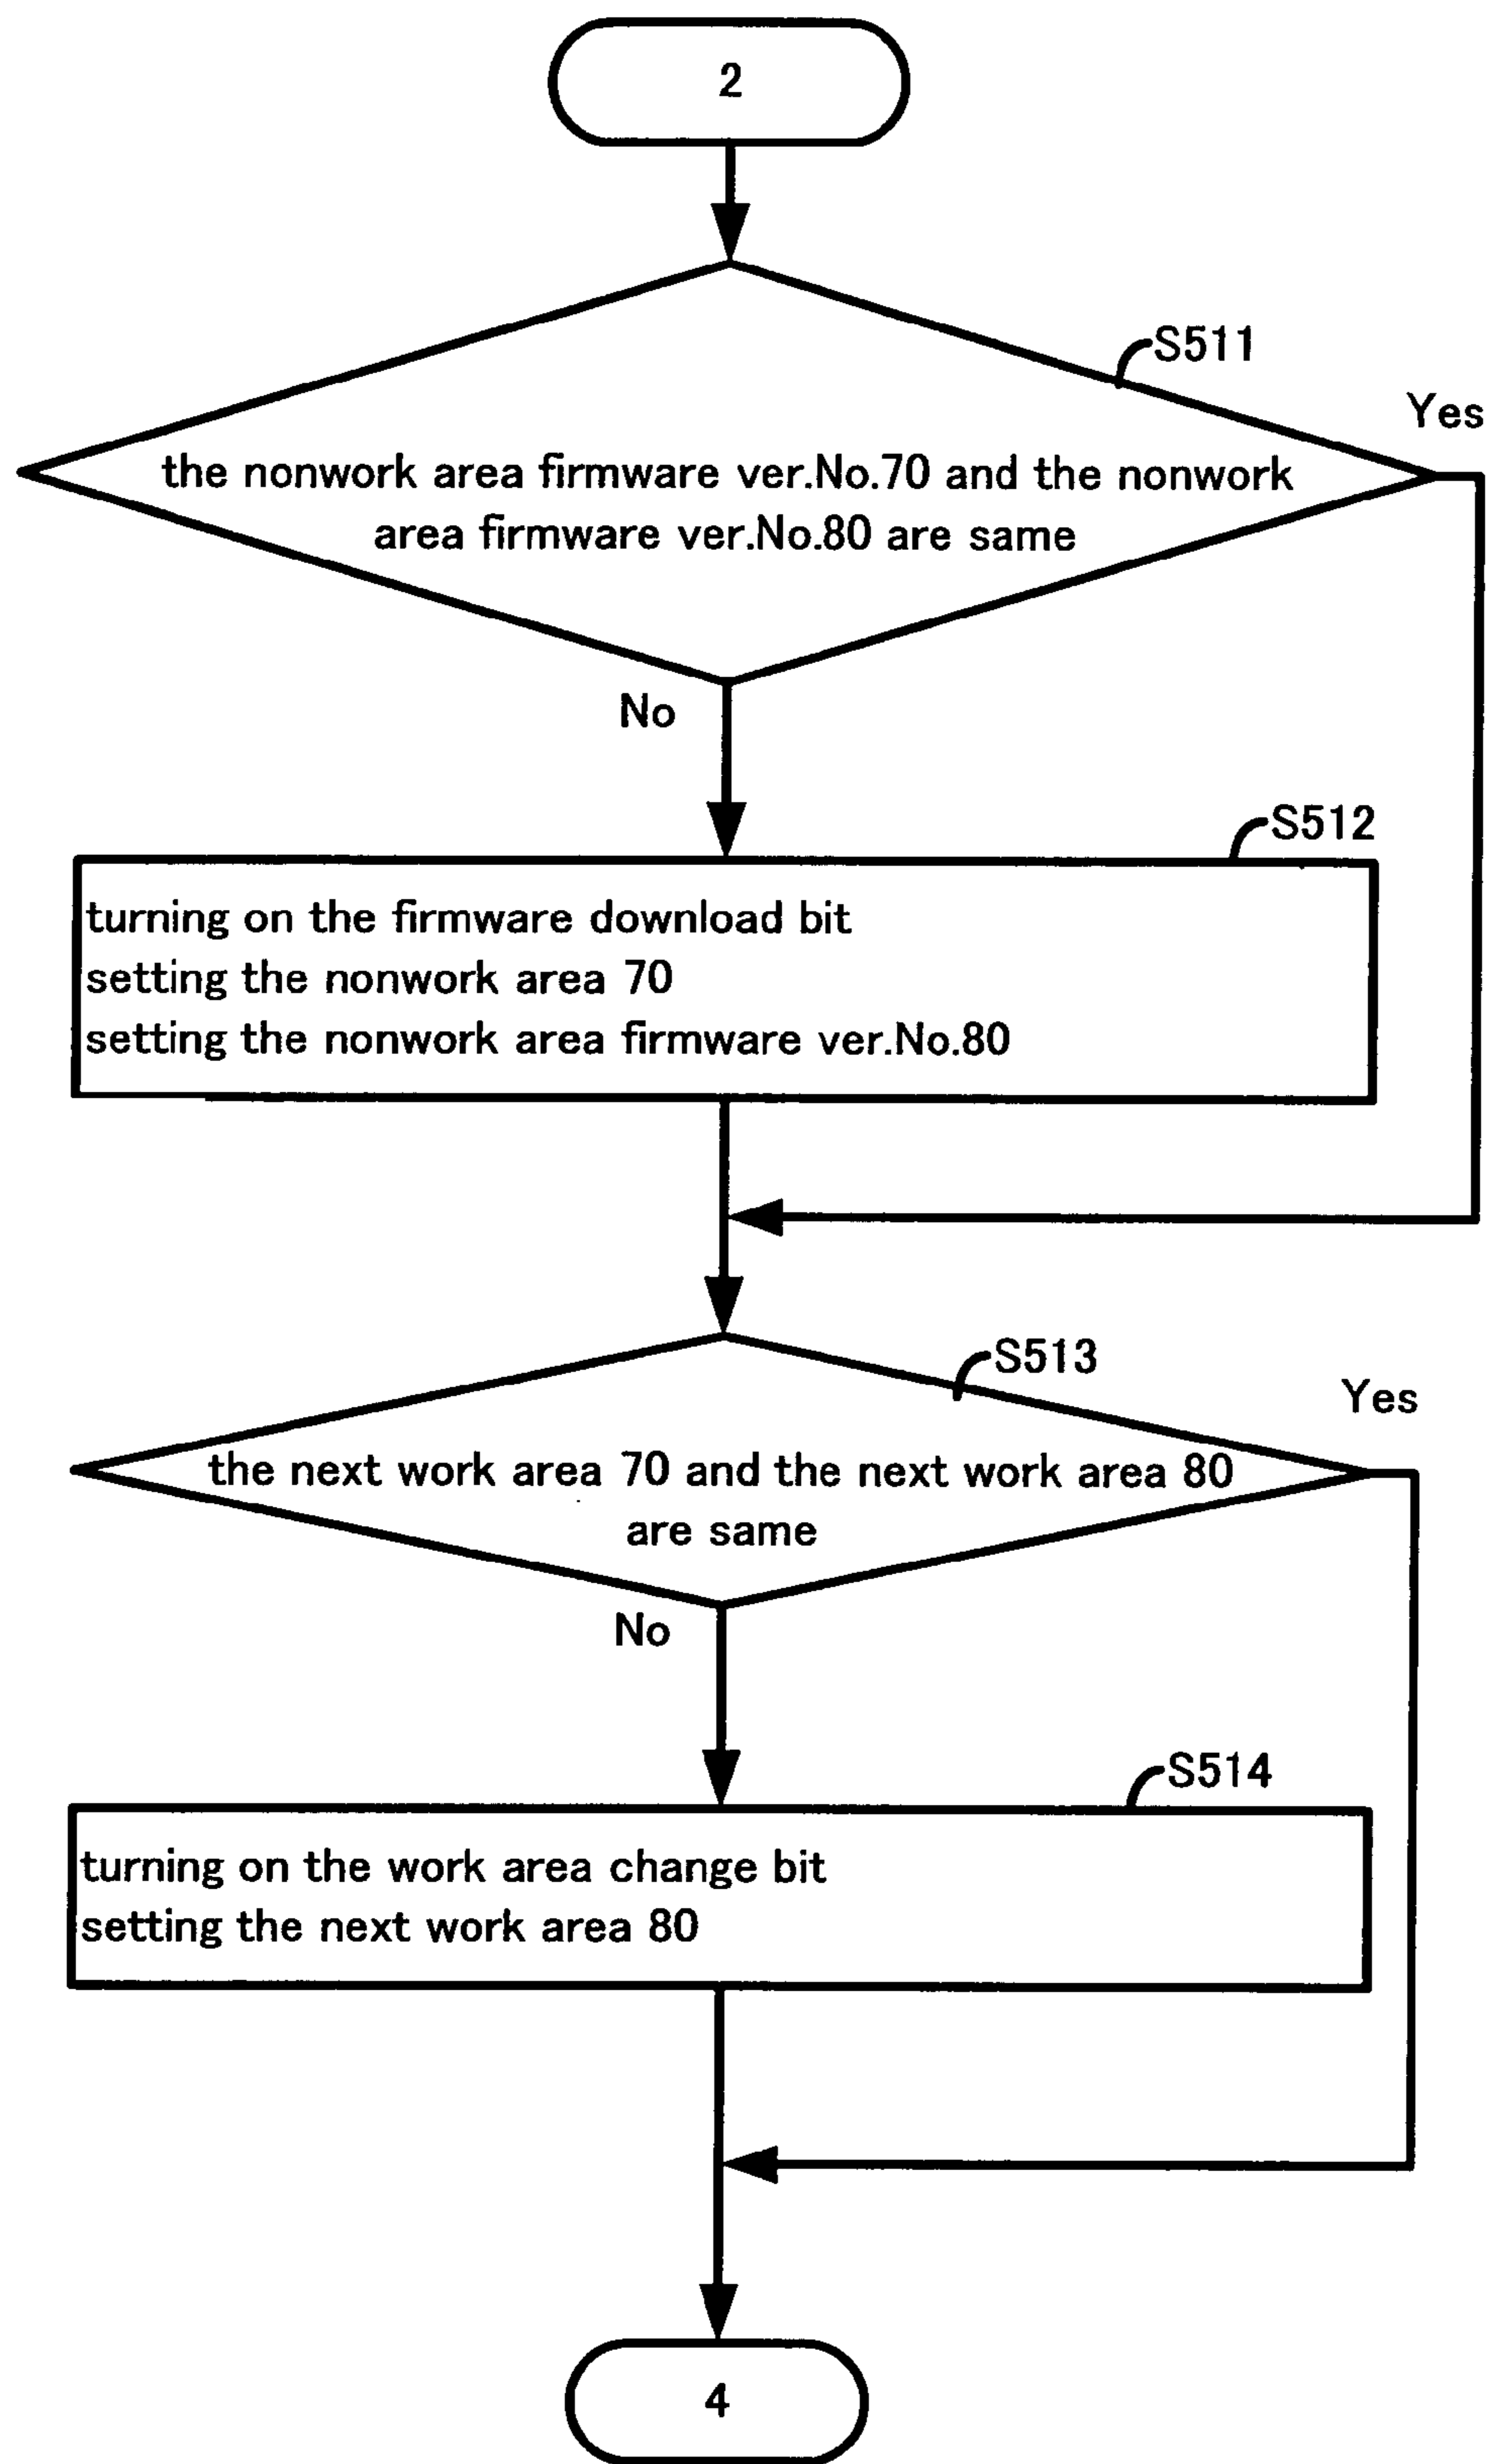 2
S511
Yes
the nonwork area firmware ver.No.70 and the nonwork
area firmware ver.No.80 are same
No
S512
turning on the firmware download bit
setting the nonwork area 70
setting the nonwork area firmware ver.No.80
S513
Yes
the next work area 70 and the next work area 80
are same
No
S514
turning on the work area change bit
setting the next work area 80
4